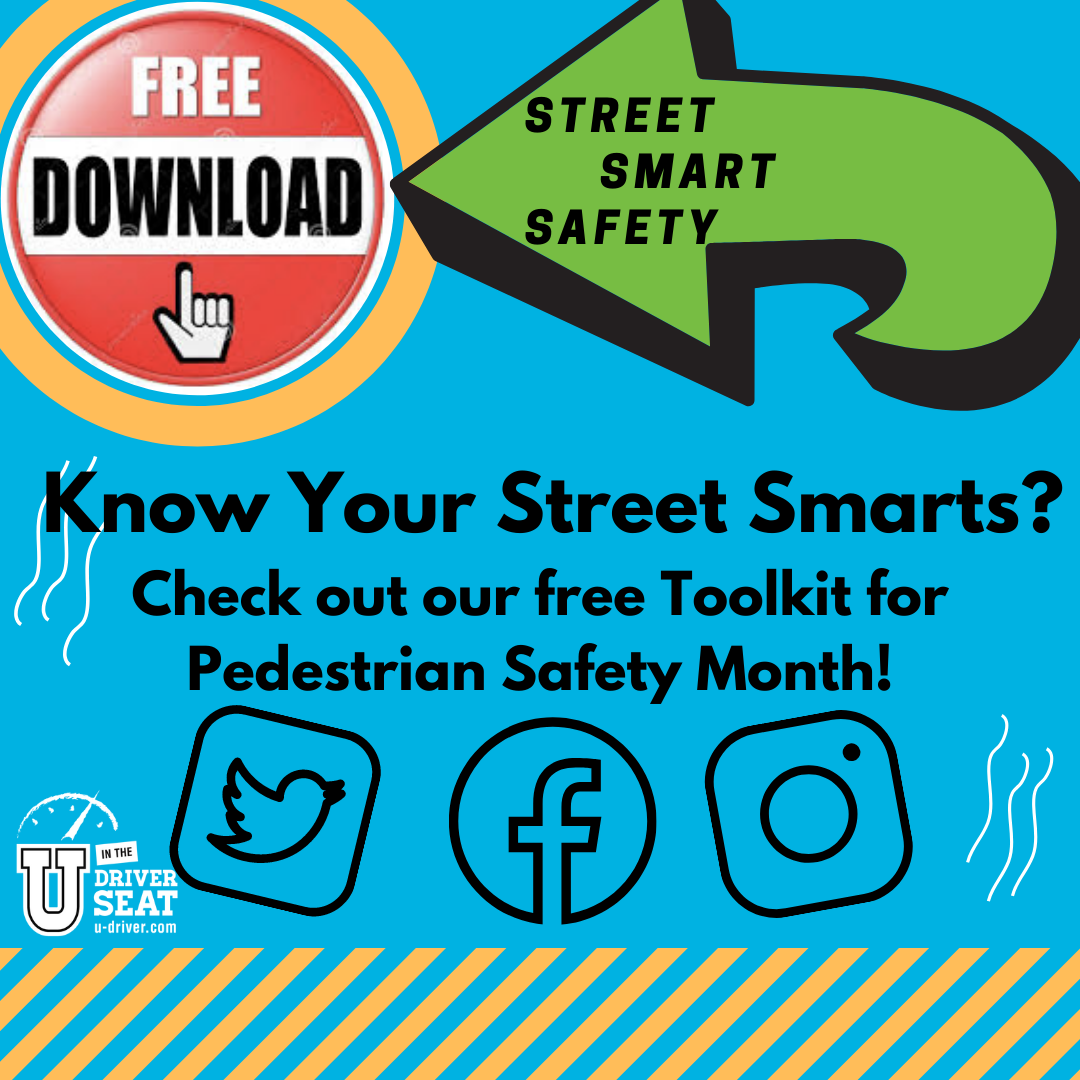 FREE
DOWNLOAD
STREET
SMART
SAFETY
Know Your Street Smarts?
Check out our free Toolkit for
Pedestrian Safety Month!
U
IN THE
DRIVER
SEAT
u-driver.com